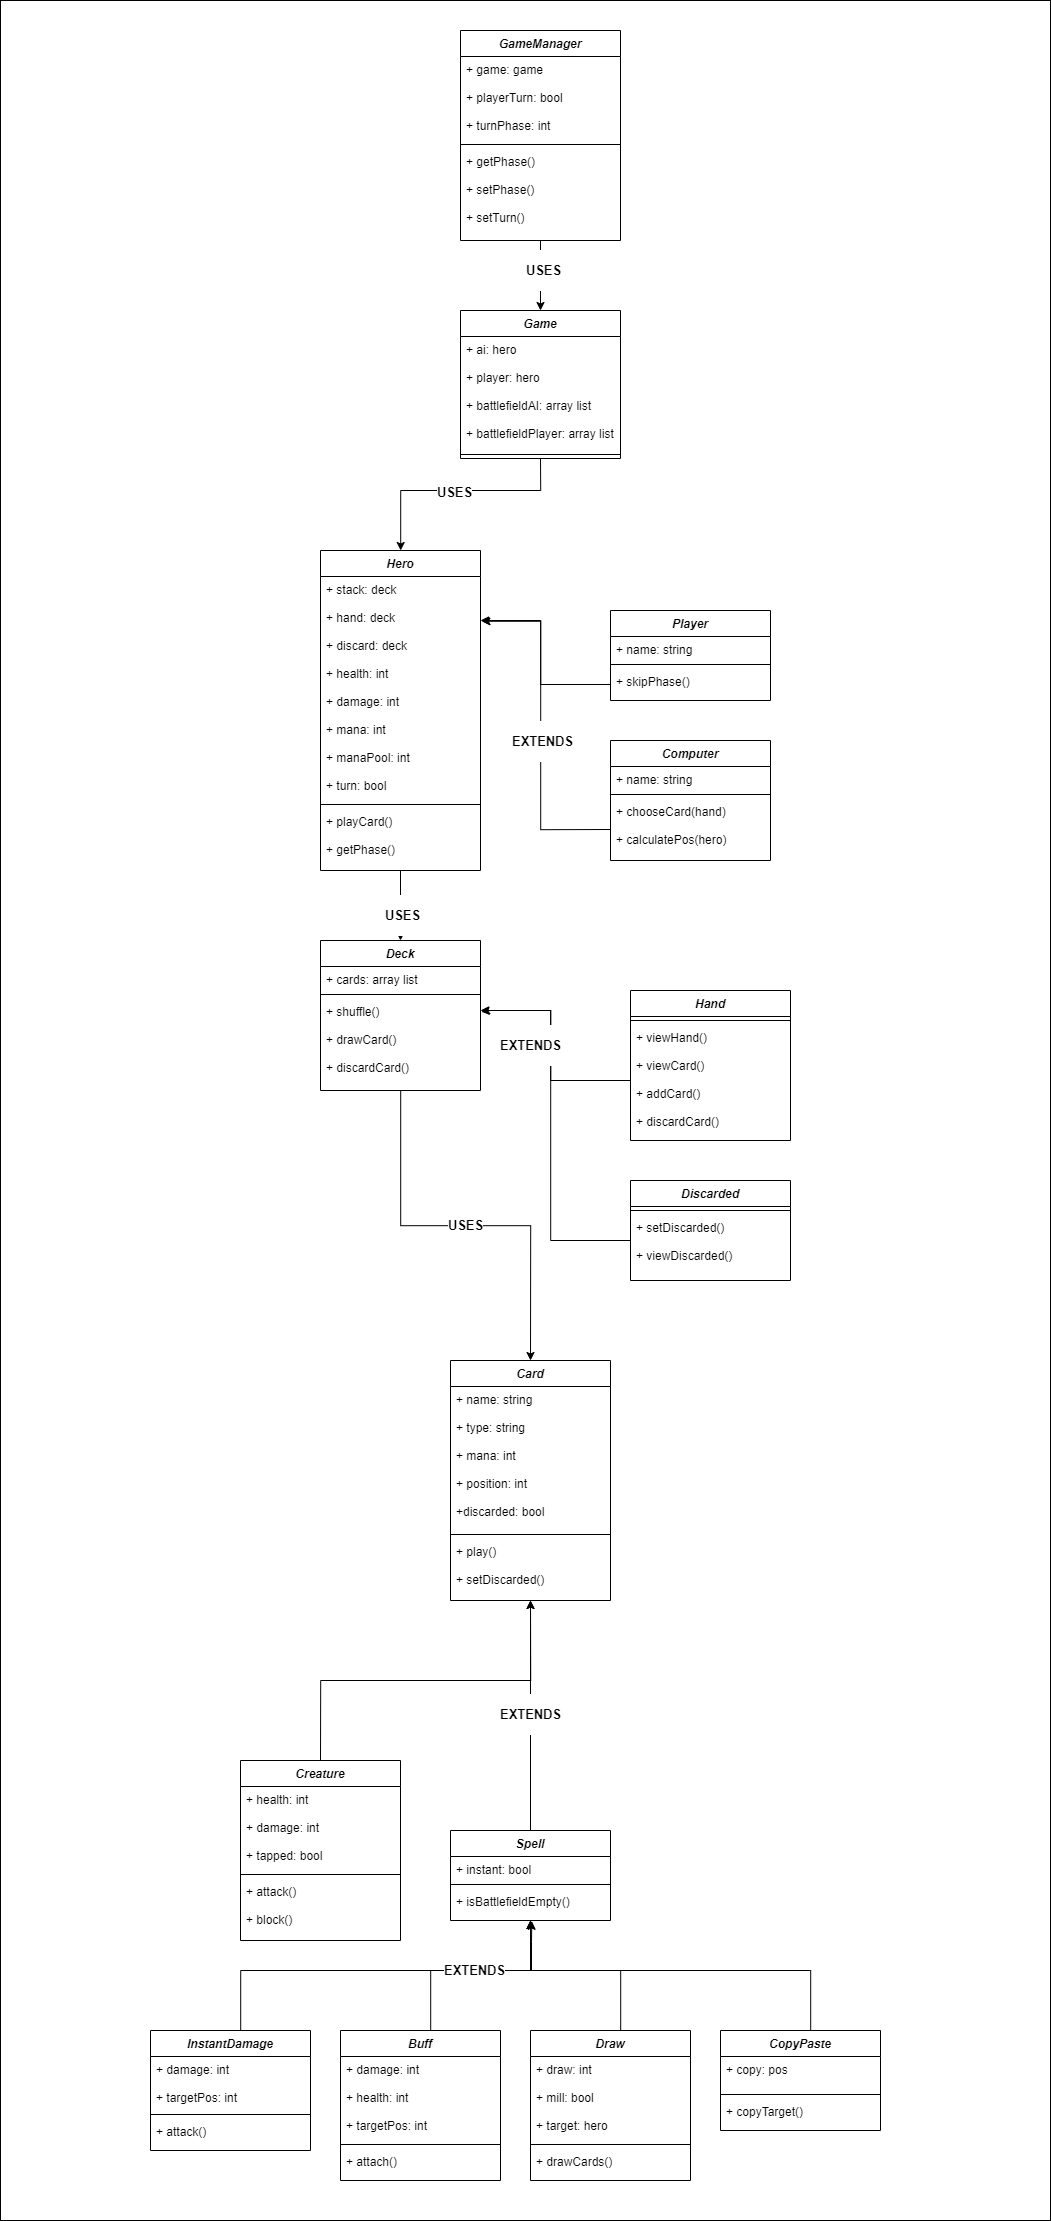 GameManager
+ game: game
+ playerTurn: bool
+ turnPhase: int
+ getPhase()
+ setPhase()
+ setTurn()
USES
Game
+ ai: hero
+ player: hero
+ battlefieldAI: array list
+ battlefieldPlayer: array list
USES
Hero
+ stack: deck
+ hand: deck
+ discard: deck
+ health: int
+ damage: int
+ mana: int
+ manaPool: int
+ turn: bool
+ playCard()
+ getPhase()
Player
+ name: string
+ skipPhase()
EXTENDS
Computer
+ name: string
+ chooseCard(hand)
+ calculatePos(hero)
USES
Deck
+ cards: array list
+ shuffle()
+ drawCard()
+ discardCard()
EXTENDS
Hand
+ viewHand()
+ viewCard()
+ addCard()
+ discardCard()
Discarded
+ setDiscarded()
+ viewDiscarded()
USES
Card
+ name: string
+ type: string
+ mana: int
+ position: int
+discarded: bool
+ play()
+ setDiscarded()
EXTENDS
Creature
+ health: int
+ damage: int
+ tapped: bool
+ attack()
+ block()
Spell
+ instant: bool
+ isBattlefieldEmpty()
EXTENDS
InstantDamage
+ damage: int
+ targetPos: int
+ attack()
Buff
+ damage: int
+ health: int
+ targetPos: int
+ attach()
Draw
+ draw: int
+ mill: bool
+ target: hero
+ drawCards()
CopyPaste
+ copy: pos
+ copyTarget()